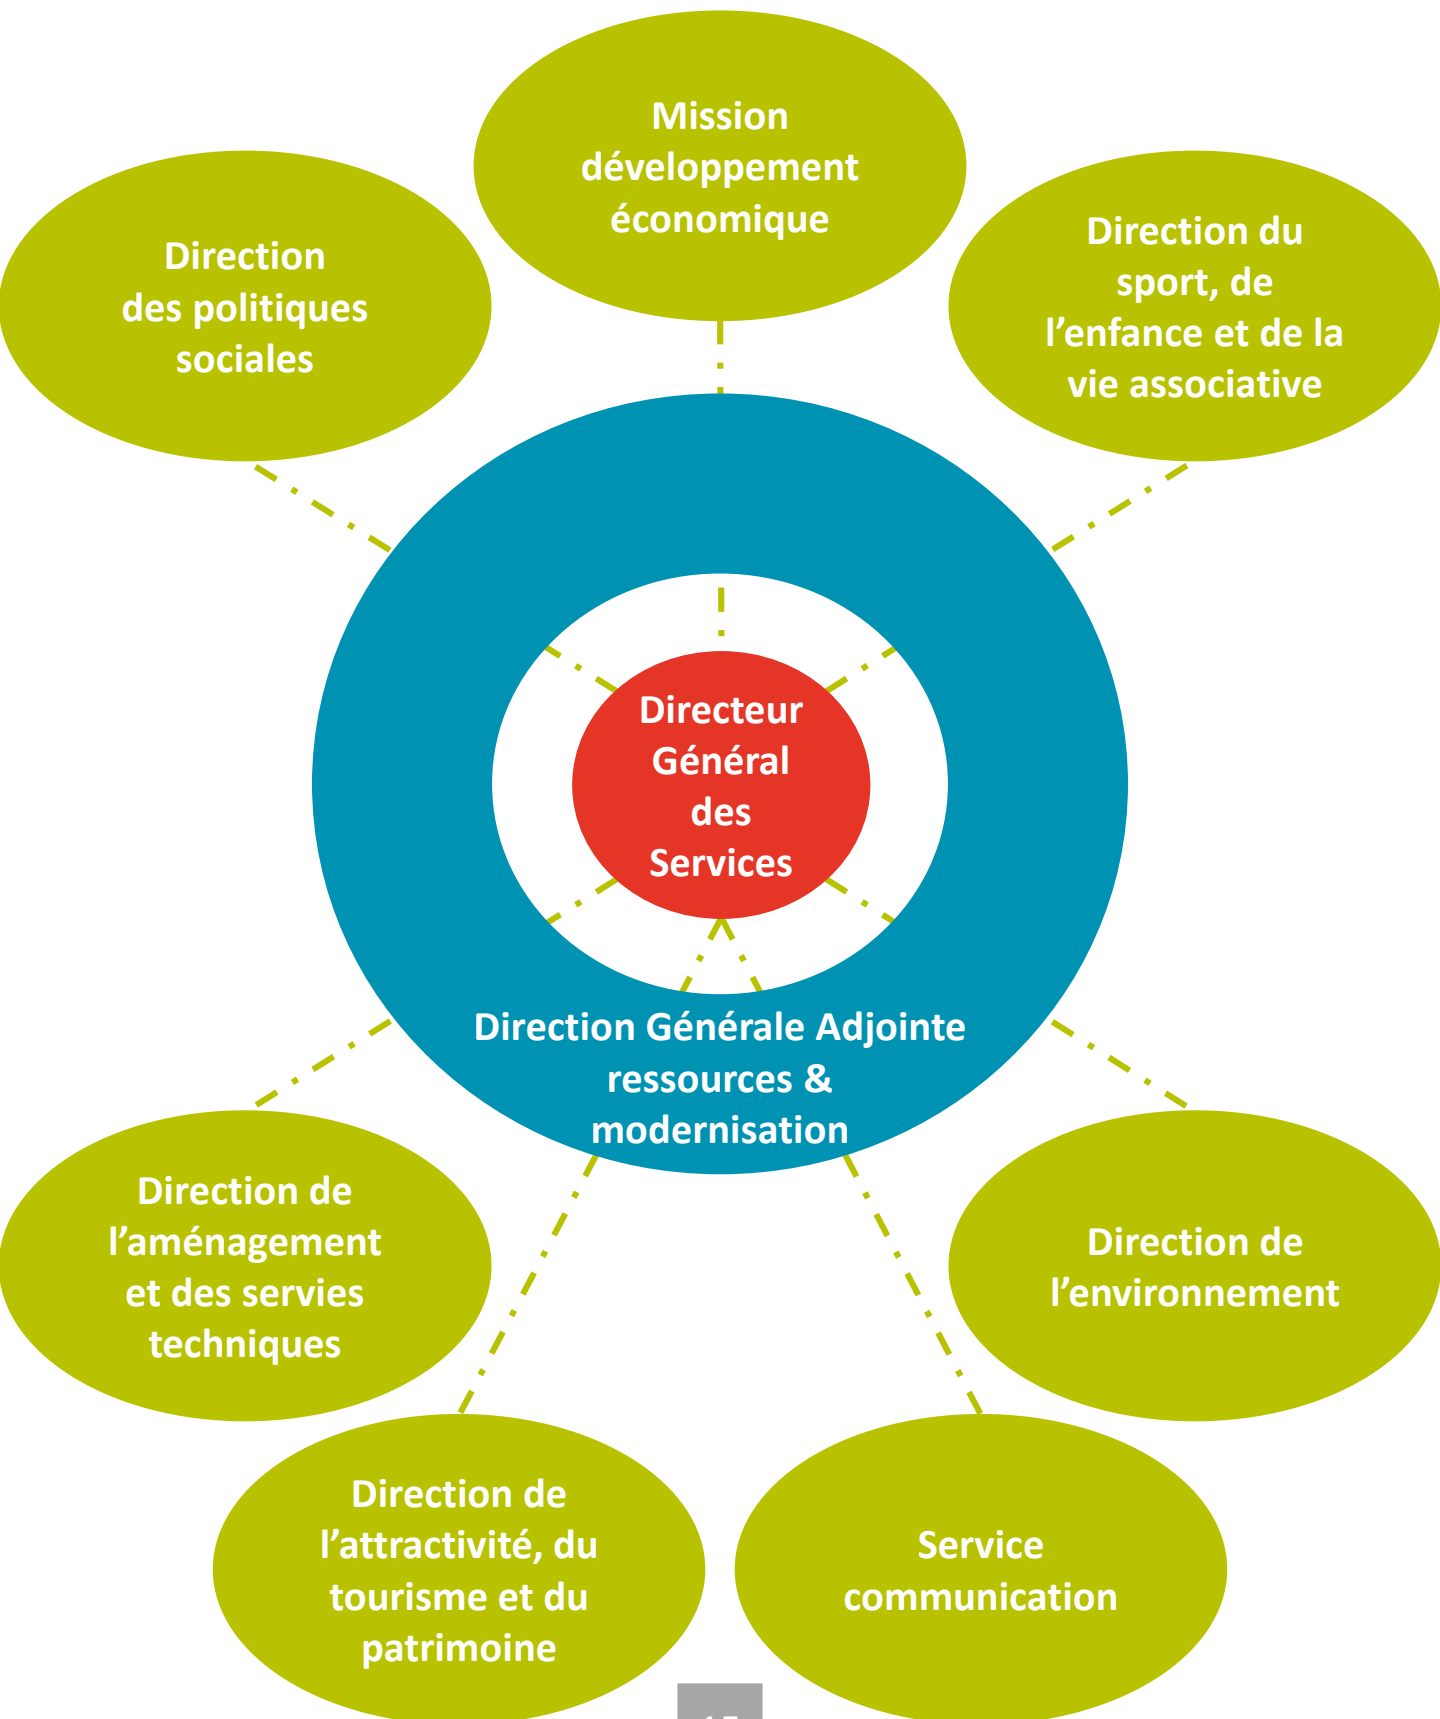 Mission
développement
économique
Direction
des politiques
sociales
Direction du
sport, de
l'enfance et de la
vie associative
Directeur
Général
des
Services
Direction Générale Adjointe
ressources &
modernisation
Direction de
l'aménagement
et des servies
techniques
Direction de
l'environnement
Direction de
l'attractivité, du
tourisme et du
patrimoine
Service
communication